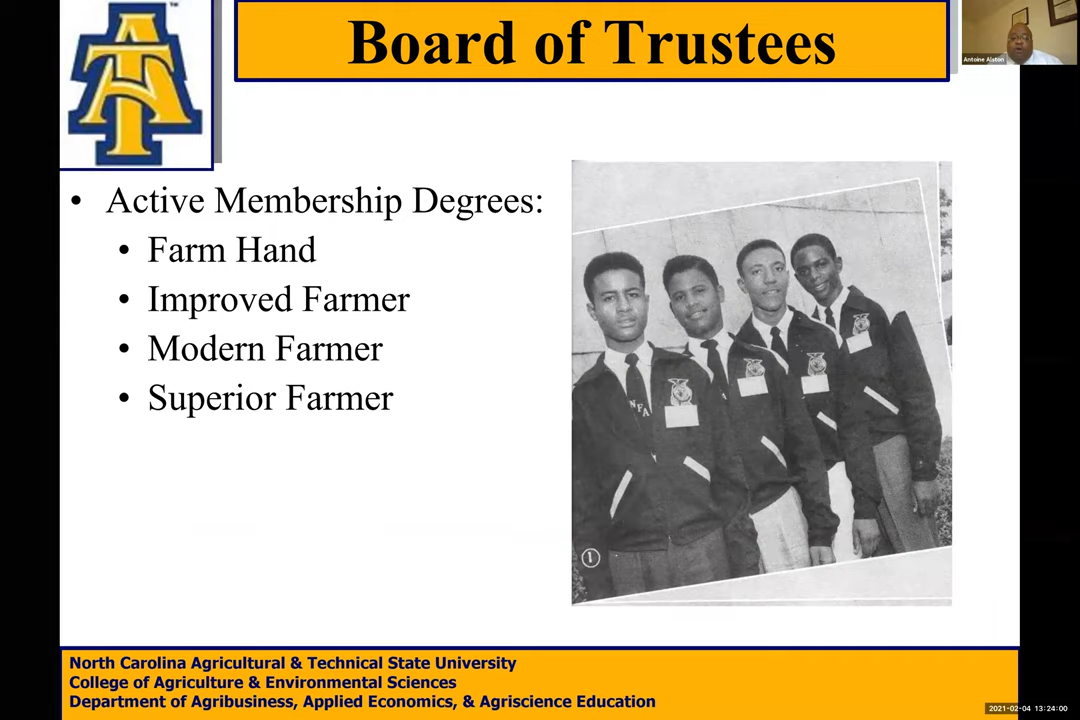 Board of Trustees
Antoine Alston
• Active Membership Degrees:
• Farm Hand
• Improved Farmer
• Modern Farmer
• Superior Farmer
NFA
1
North Carolina Agricultural & Technical State University
College of Agriculture & Environmental Sciences
Department of Agribusiness, Applied Economics, & Agriscience Education
2021-02-04 13:24:00